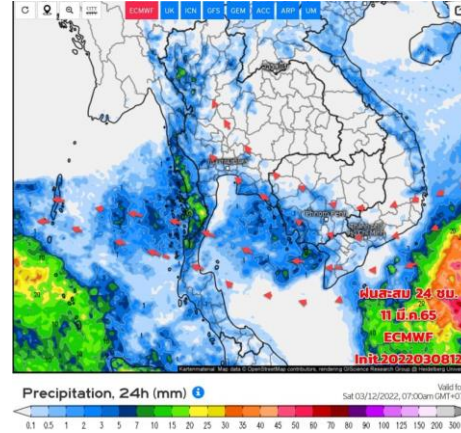 ECMWF UK ICN GFS GEM ACC ARP UM
ฝนสะสม 24 ชม.
11 มี.ค.65
ECMWF
Init.2022030812
Precipitation, 24h (mm)
Valid fo
Sat 03/12/2022, 07:00am GMT+0
0.1 0.5 1 2 3 5 7 10 15 20 25 30 35 40 45 50 60 70 80 90 100 125 150 200 300